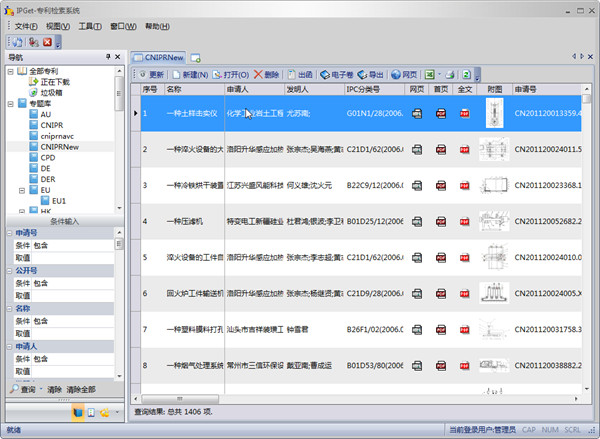 IPGet-专利检索系统
文件(F) 视图(V) 工具(T) 窗口(W) 帮助(H)
导航
全部专利
正在下载
垃圾箱
专题库
AU
CNIPR
cniprnavc
CNIPRNew
CPD
DE
DER
EU
EU1
HK
条件输入
申请号
条件 包含
取值
公开号
条件 包含
取值
名称
条件 包含
取值
申请人
条件 包含
取值
查询 清除 清除全部
CNIPRNew
更新 新建(N) 打开(O) 删除 出函 电子卷 导出 网页
序号 名称 申请人 发明人 IPC分类号 网页 首页 全文 附图 申请号
1 一种土样击实仪 化学工业岩土工程 尤苏南; G01N1/28(2006. CN201120013359.4
2 一种淬火设备的大 洛阳升华感应加热 张宗杰;吴海燕;黄 C21D1/62(2006. CN201120024011.5
3 一种冷铁烘干装置 江苏兴盛风能科技 何义雄;沈火元 B22C9/12(2006. CN201120023368.1
4 一种压滤机 特变电工新疆硅业 杜君鸿;银波;李卫 B01D25/12(2006 CN201120052682.2
5 淬火设备的工件自 洛阳升华感应加热 张宗杰;李志超;黄 C21D1/62(2006. CN201120024010.0
6 回火炉工件输送机 洛阳升华感应加热 张宗杰;杨继贤;黄 C21D9/28(2006. CN201120024005.X
7 一种塑料膜料打孔 汕头市吉祥装璜工 钟雪君 B26F1/02(2006. CN201120031758.3
8 一种烟气处理系统 常州市三值环保设 戴亚南;曹成运 B01D53/80(2006 CN201120038882.2
查询结果: 总共 1406 项.
就绪 当前登录用户:管理员 CAP NUM SCRL